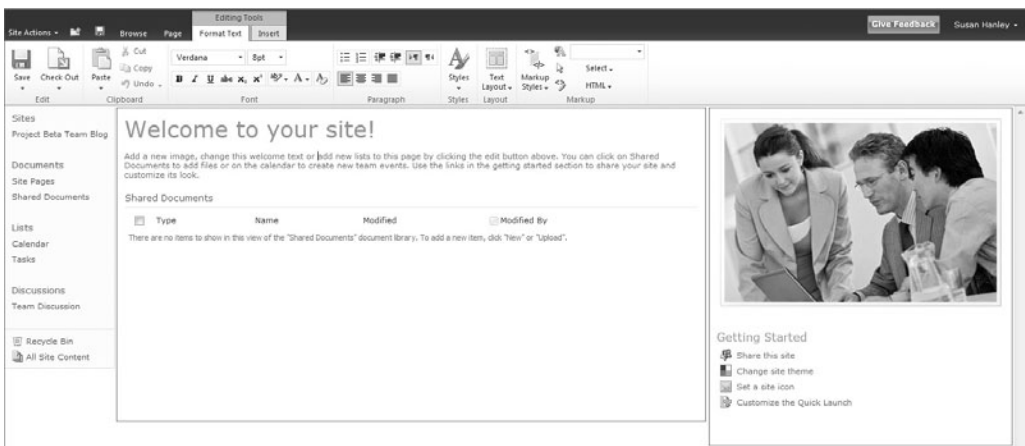 Editing Tools
Site Actions Browse Page Format Text Insert Give Feedback Susan Hanley
Save Check Out Paste Cut Copy Undo Verdana 8pt B I U abc x, x² A Styles Text Layout Markup Styles Select HTML
Edit Clipboard Font Paragraph Styles Layout Markup
Sites
Project Beta Team Blog
Documents
Site Pages
Shared Documents
Lists
Calendar
Tasks
Discussions
Team Discussion
Recycle Bin
All Site Content
Welcome to your site!
Add a new image, change this welcome text or add new lists to this page by clicking the edit button above. You can click on Shared
Documents to add files or on the calendar to create new team events. Use the links in the getting started section to share your site and
customize its look.
Shared Documents
Type Name Modified Modified By
There are no items to show in this view of the "Shared Documents" document library. To add a new item, click "New" or "Upload".
Getting Started
Share this site
Change site theme
Set a site icon
Customize the Quick Launch